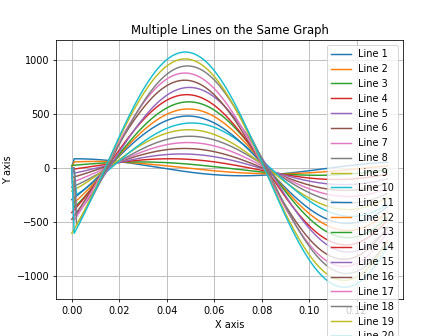 Multiple Lines on the Same Graph
Y axis
1000
500
0
−500
−1000
0.00
0.02
0.04
0.06
0.08
0.10
X axis
Line 1
Line 2
Line 3
Line 4
Line 5
Line 6
Line 7
Line 8
Line 9
Line 10
Line 11
Line 12
Line 13
Line 14
Line 15
Line 16
Line 17
Line 18
Line 19
Line 20